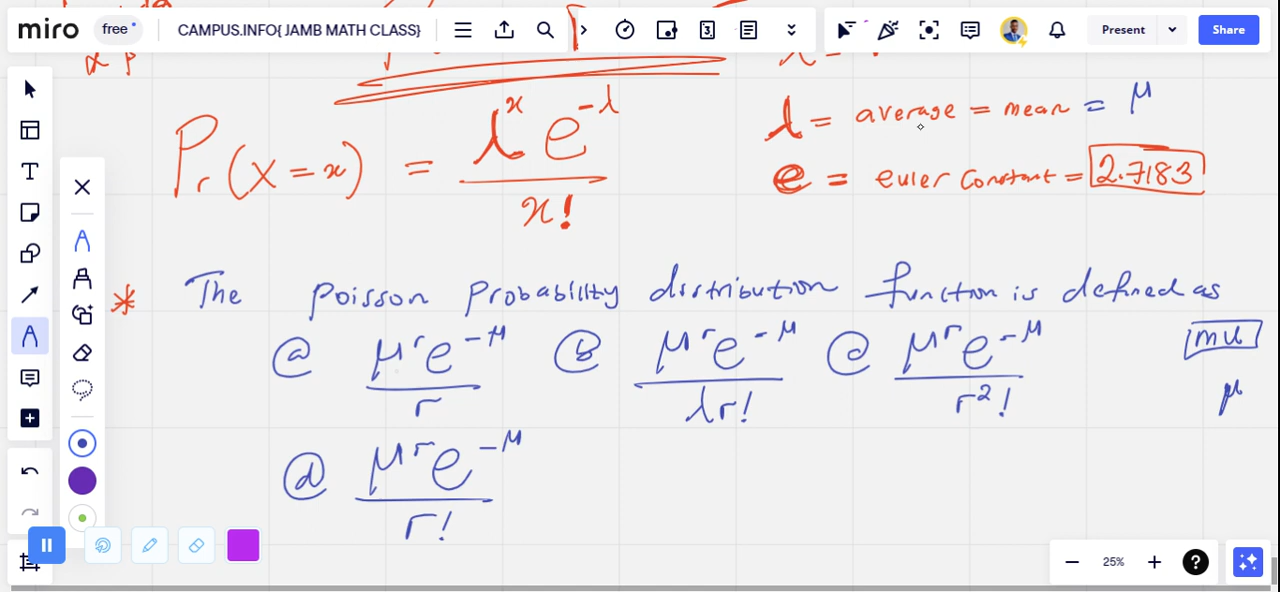 miro free CAMPUS.INFO{ JAMB MATH CLASS} Present Share
Pr(X=x) = λ^x e^-λ / x!
λ = average = mean = μ
e = euler constant = 2.7183
* The poisson probability distribution function is defined as
(a) μ^r e^-μ / r (B) μ^r e^-μ / λr! (c) μ^r e^-μ / r²! mu
μ
(d) μ^r e^-μ / r!
25%